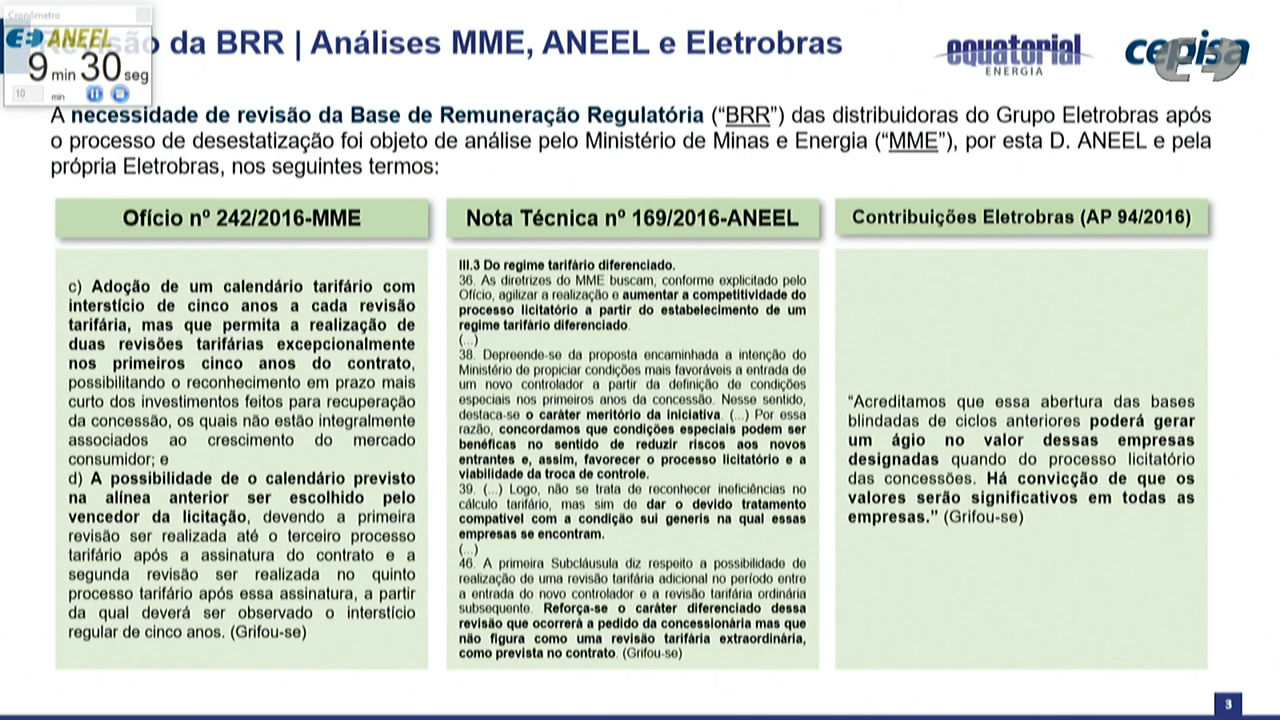 Cronômetro
ANEEL
9 min 30 seg
10 min
são da BRR | Análises MME, ANEEL e Eletrobras
equatorial
ENERGIA
cepisa
A necessidade de revisão da Base de Remuneração Regulatória (“BRR”) das distribuidoras do Grupo Eletrobras após
o processo de desestatização foi objeto de análise pelo Ministério de Minas e Energia (“MME”), por esta D. ANEEL e pela
própria Eletrobras, nos seguintes termos:
Ofício nº 242/2016-MME
c) Adoção de um calendário tarifário com
interstício de cinco anos a cada revisão
tarifária, mas que permita a realização de
duas revisões tarifárias excepcionalmente
nos primeiros cinco anos do contrato,
possibilitando o reconhecimento em prazo mais
curto dos investimentos feitos para recuperação
da concessão, os quais não estão integralmente
associados ao crescimento do mercado
consumidor; e
d) A possibilidade de o calendário previsto
na alínea anterior ser escolhido pelo
vencedor da licitação, devendo a primeira
revisão ser realizada até o terceiro processo
tarifário após a assinatura do contrato e a
segunda revisão ser realizada no quinto
processo tarifário após essa assinatura, a partir
da qual deverá ser observado o interstício
regular de cinco anos. (Grifou-se)
Nota Técnica nº 169/2016-ANEEL
III.3 Do regime tarifário diferenciado.
36. As diretrizes do MME buscam, conforme explicitado pelo
Ofício, agilizar a realização e aumentar a competitividade do
processo licitatório a partir do estabelecimento de um
regime tarifário diferenciado.
(...)
38. Depreende-se da proposta encaminhada a intenção do
Ministério de propiciar condições mais favoráveis a entrada de
um novo controlador a partir da definição de condições
especiais nos primeiros anos da concessão. Nesse sentido,
destaca-se o caráter meritório da iniciativa. (...) Por essa
razão, concordamos que condições especiais podem ser
benéficas no sentido de reduzir riscos aos novos
entrantes e, assim, favorecer o processo licitatório e a
viabilidade da troca de controle.
39. (...) Logo, não se trata de reconhecer ineficiências no
cálculo tarifário, mas sim de dar o devido tratamento
compatível com a condição sui generis na qual essas
empresas se encontram.
(...)
46. A primeira Subcláusula diz respeito a possibilidade de
realização de uma revisão tarifária adicional no período entre
a entrada do novo controlador e a revisão tarifária ordinária
subsequente. Reforça-se o caráter diferenciado dessa
revisão que ocorrerá a pedido da concessionária mas que
não figura como uma revisão tarifária extraordinária,
como prevista no contrato. (Grifou-se)
Contribuições Eletrobras (AP 94/2016)
“Acreditamos que essa abertura das bases
blindadas de ciclos anteriores poderá gerar
um ágio no valor dessas empresas
designadas quando do processo licitatório
das concessões. Há convicção de que os
valores serão significativos em todas as
empresas.” (Grifou-se)
3